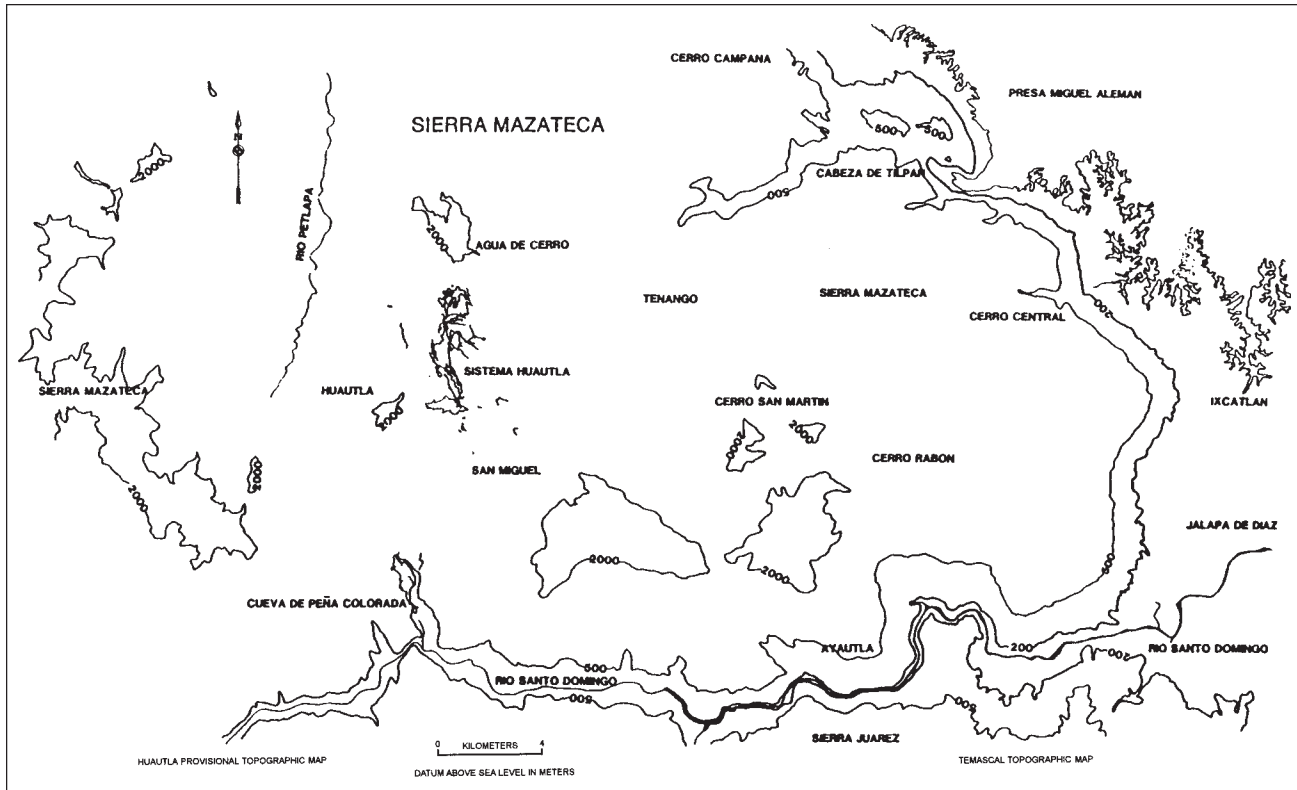 CERRO CAMPANA
PRESA MIGUEL ALEMAN
SIERRA MAZATECA
N
500
500
2000
CABEZA DE TILPAN
500
RIO PETLAPA
2000
AGUA DE CERRO
TENANGO
SIERRA MAZATECA
200
CERRO CENTRAL
SISTEMA HUAUTLA
SIERRA MAZATECA
HUAUTLA
2000
CERRO SAN MARTIN
IXCATLAN
2000
2000
CERRO RABON
SAN MIGUEL
2000
2000
JALAPA DE DIAZ
2000
2000
500
CUEVA DE PEÑA COLORADA
AYAUTLA
200
RIO SANTO DOMINGO
200
500
RIO SANTO DOMINGO
500
500
SIERRA JUAREZ
0 KILOMETERS 4
HUAUTLA PROVISIONAL TOPOGRAPHIC MAP
TEMASCAL TOPOGRAPHIC MAP
DATUM ABOVE SEA LEVEL IN METERS